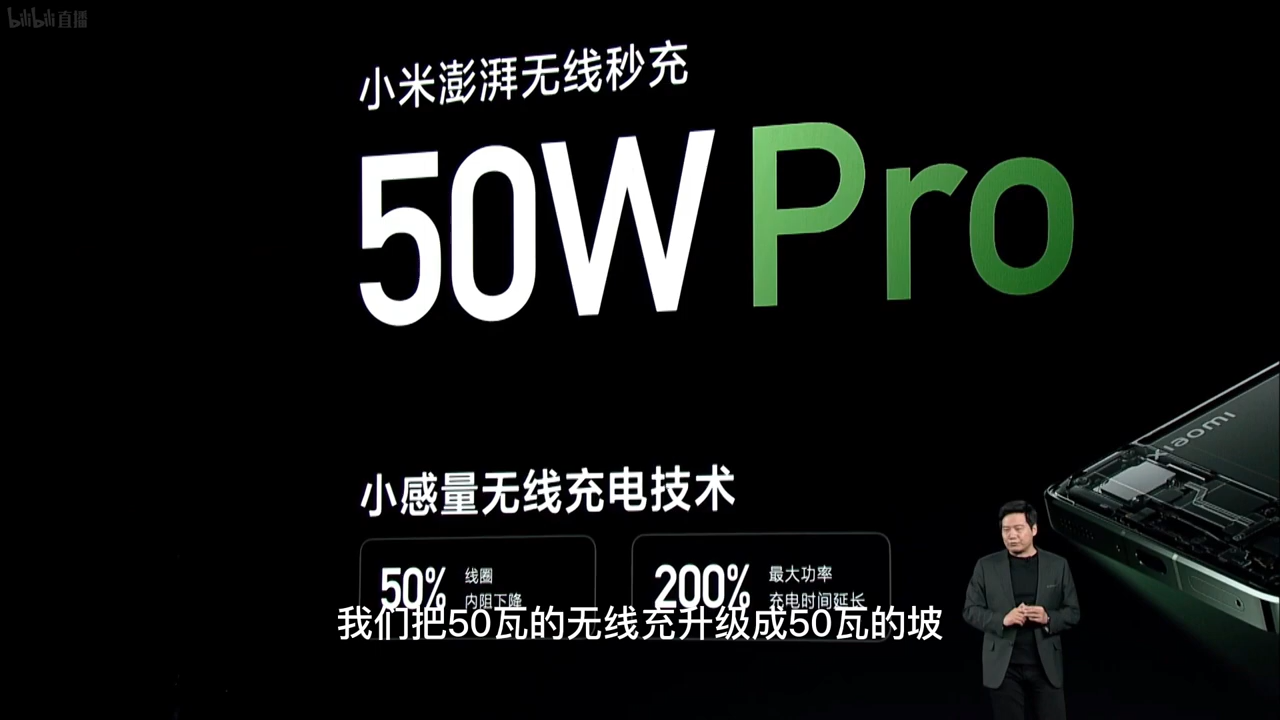 bilibili直播
小米澎湃无线秒充
50W Pro
小感量无线充电技术
50%
线圈
内阻下降
200%
最大功率
充电时间延长
Xiaomi
我们把50瓦的无线充升级成50瓦的坡